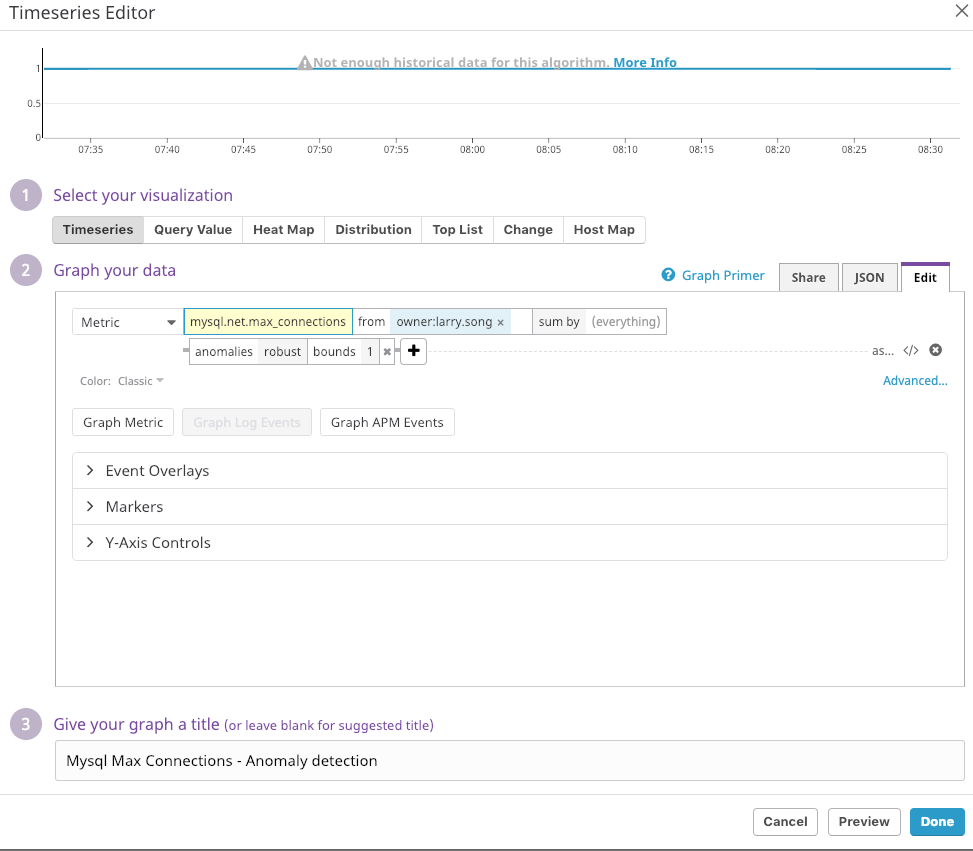 Timeseries Editor
Not enough historical data for this algorithm. More Info
1
0.5
0
07:35 07:40 07:45 07:50 07:55 08:00 08:05 08:10 08:15 08:20 08:25 08:30
1 Select your visualization
Timeseries Query Value Heat Map Distribution Top List Change Host Map
2 Graph your data
? Graph Primer Share JSON Edit
Metric mysql.net.max_connections from owner:larry.song × sum by (everything)
anomalies robust bounds 1 as... </>
Color: Classic Advanced...
Graph Metric Graph Log Events Graph APM Events
Event Overlays
Markers
Y-Axis Controls
3 Give your graph a title (or leave blank for suggested title)
Mysql Max Connections - Anomaly detection
Cancel Preview Done